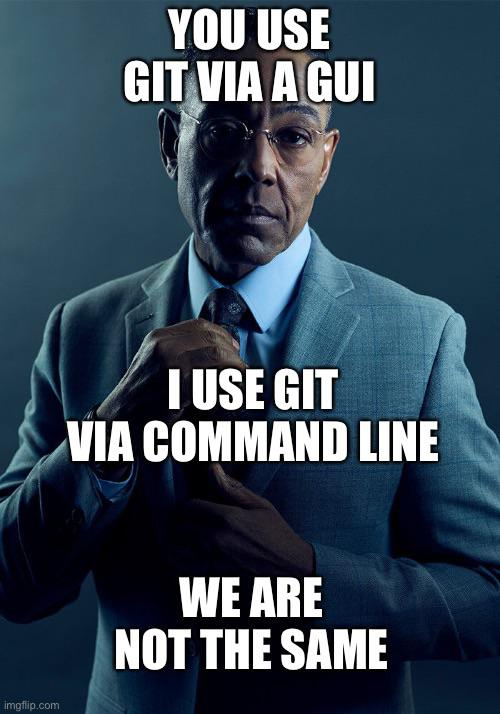 YOU USE
GIT VIA A GUI
I USE GIT
VIA COMMAND LINE
WE ARE
NOT THE SAME
imgflip.com